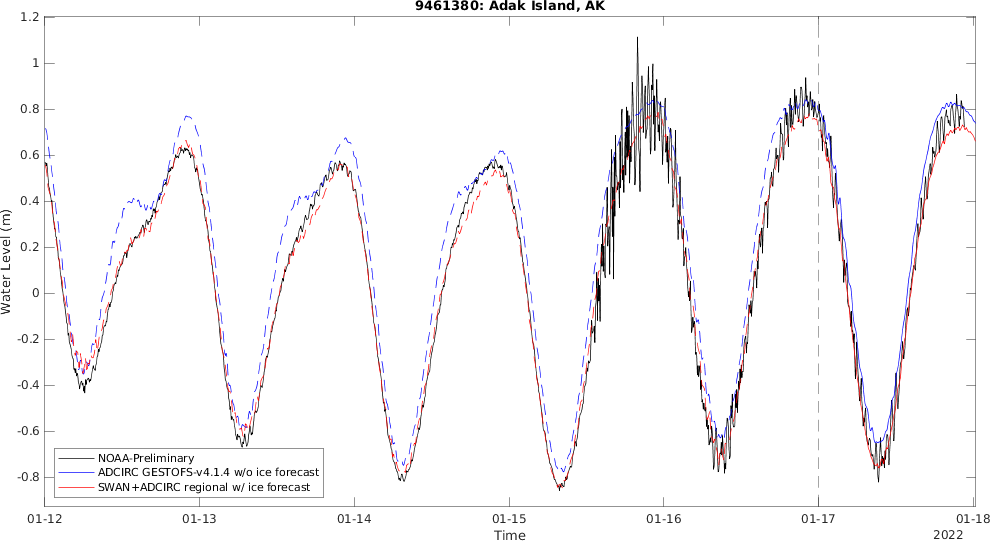 9461380: Adak Island, AK
1.2
1
0.8
0.6
0.4
0.2
0
-0.2
-0.4
-0.6
-0.8
Water Level (m)
NOAA-Preliminary
ADCIRC GESTOFS-v4.1.4 w/o ice forecast
SWAN+ADCIRC regional w/ ice forecast
01-12 01-13 01-14 01-15 01-16 01-17 01-18
Time
2022